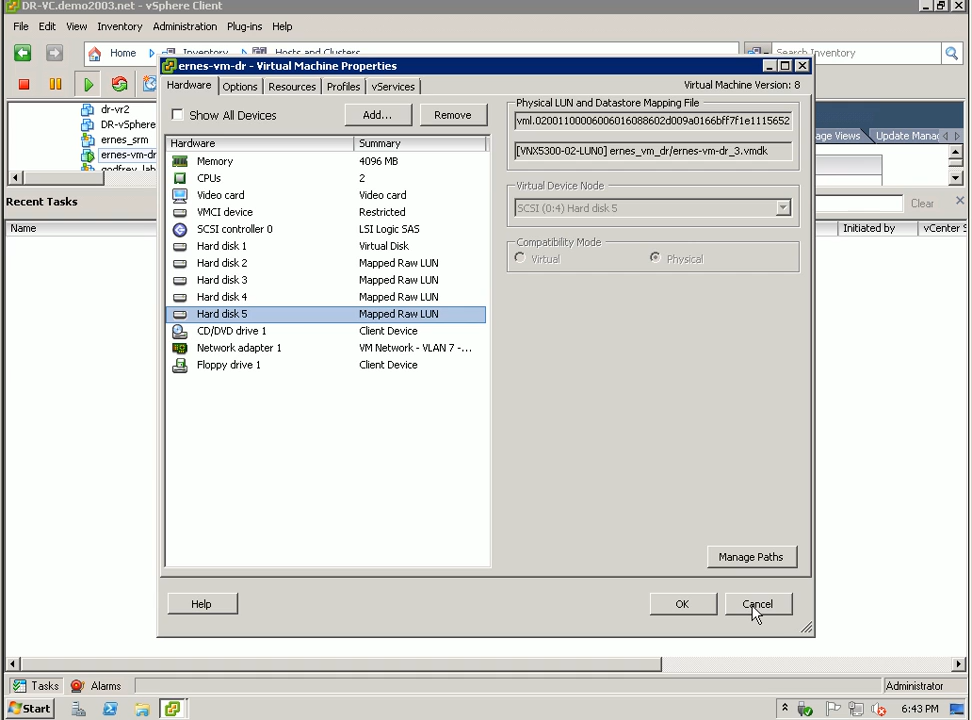 DR-VC.demo2003.net - vSphere Client
File Edit View Inventory Administration Plug-ins Help
Home Inventory Hosts and Clusters
Search Inventory
ernes-vm-dr - Virtual Machine Properties
Hardware Options Resources Profiles vServices
Virtual Machine Version: 8
dr-vr2
DR-vSphere
ernes_srm
ernes-vm-dr
godfrey_lab
Show All Devices
Add...
Remove
Hardware Summary
Memory 4096 MB
CPUs 2
Video card Video card
VMCI device Restricted
SCSI controller 0 LSI Logic SAS
Hard disk 1 Virtual Disk
Hard disk 2 Mapped Raw LUN
Hard disk 3 Mapped Raw LUN
Hard disk 4 Mapped Raw LUN
Hard disk 5 Mapped Raw LUN
CD/DVD drive 1 Client Device
Network adapter 1 VM Network - VLAN 7 -...
Floppy drive 1 Client Device
Physical LUN and Datastore Mapping File
vml.02001100006006016088602d009a0166bff7f1e1115652
[VNX5300-02-LUN0] ernes_vm_dr/ernes-vm-dr_3.vmdk
Virtual Device Node
SCSI (0:4) Hard disk 5
Compatibility Mode
Virtual Physical
Manage Paths
Help
OK
Cancel
age Views Update Mana
Recent Tasks
Clear
Name
Initiated by vCenter S
Tasks Alarms
Administrator
Start
6:43 PM